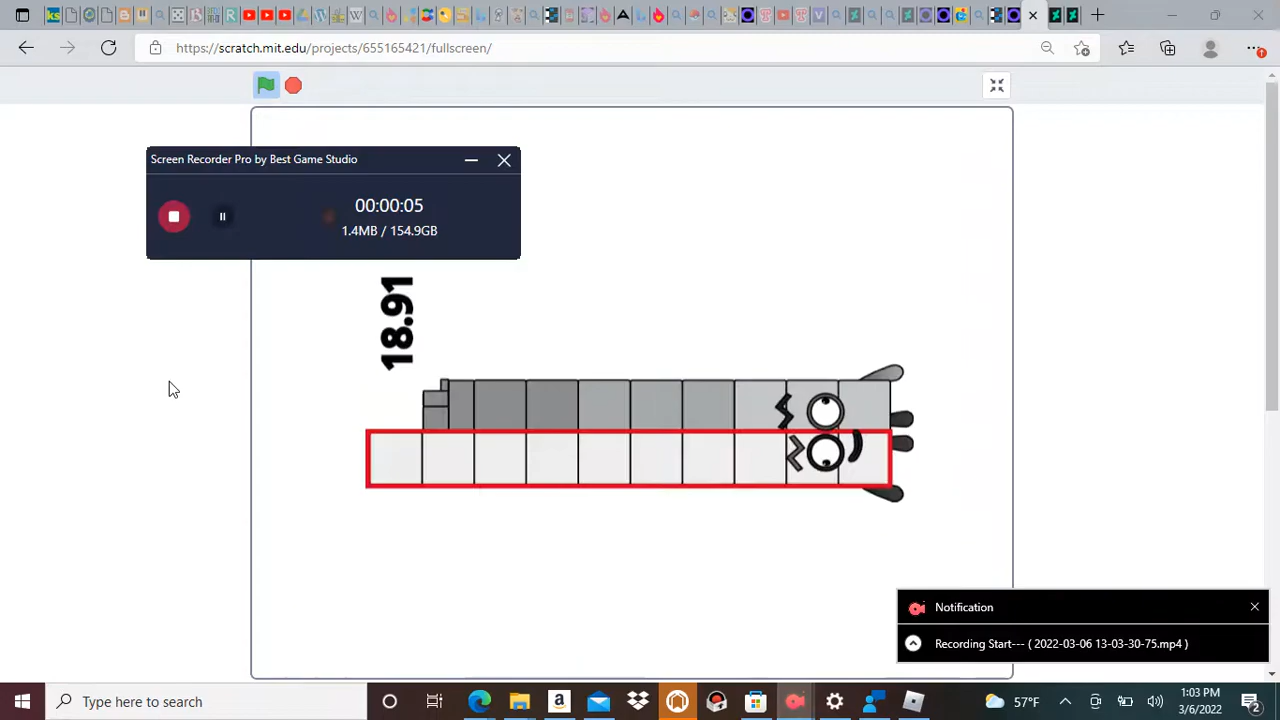 https://scratch.mit.edu/projects/655165421/fullscreen/
Screen Recorder Pro by Best Game Studio
00:00:05
1.4MB / 154.9GB
18.91
Notification
Recording Start--- ( 2022-03-06 13-03-30-75.mp4 )
Type here to search
57°F
1:03 PM
3/6/2022
2